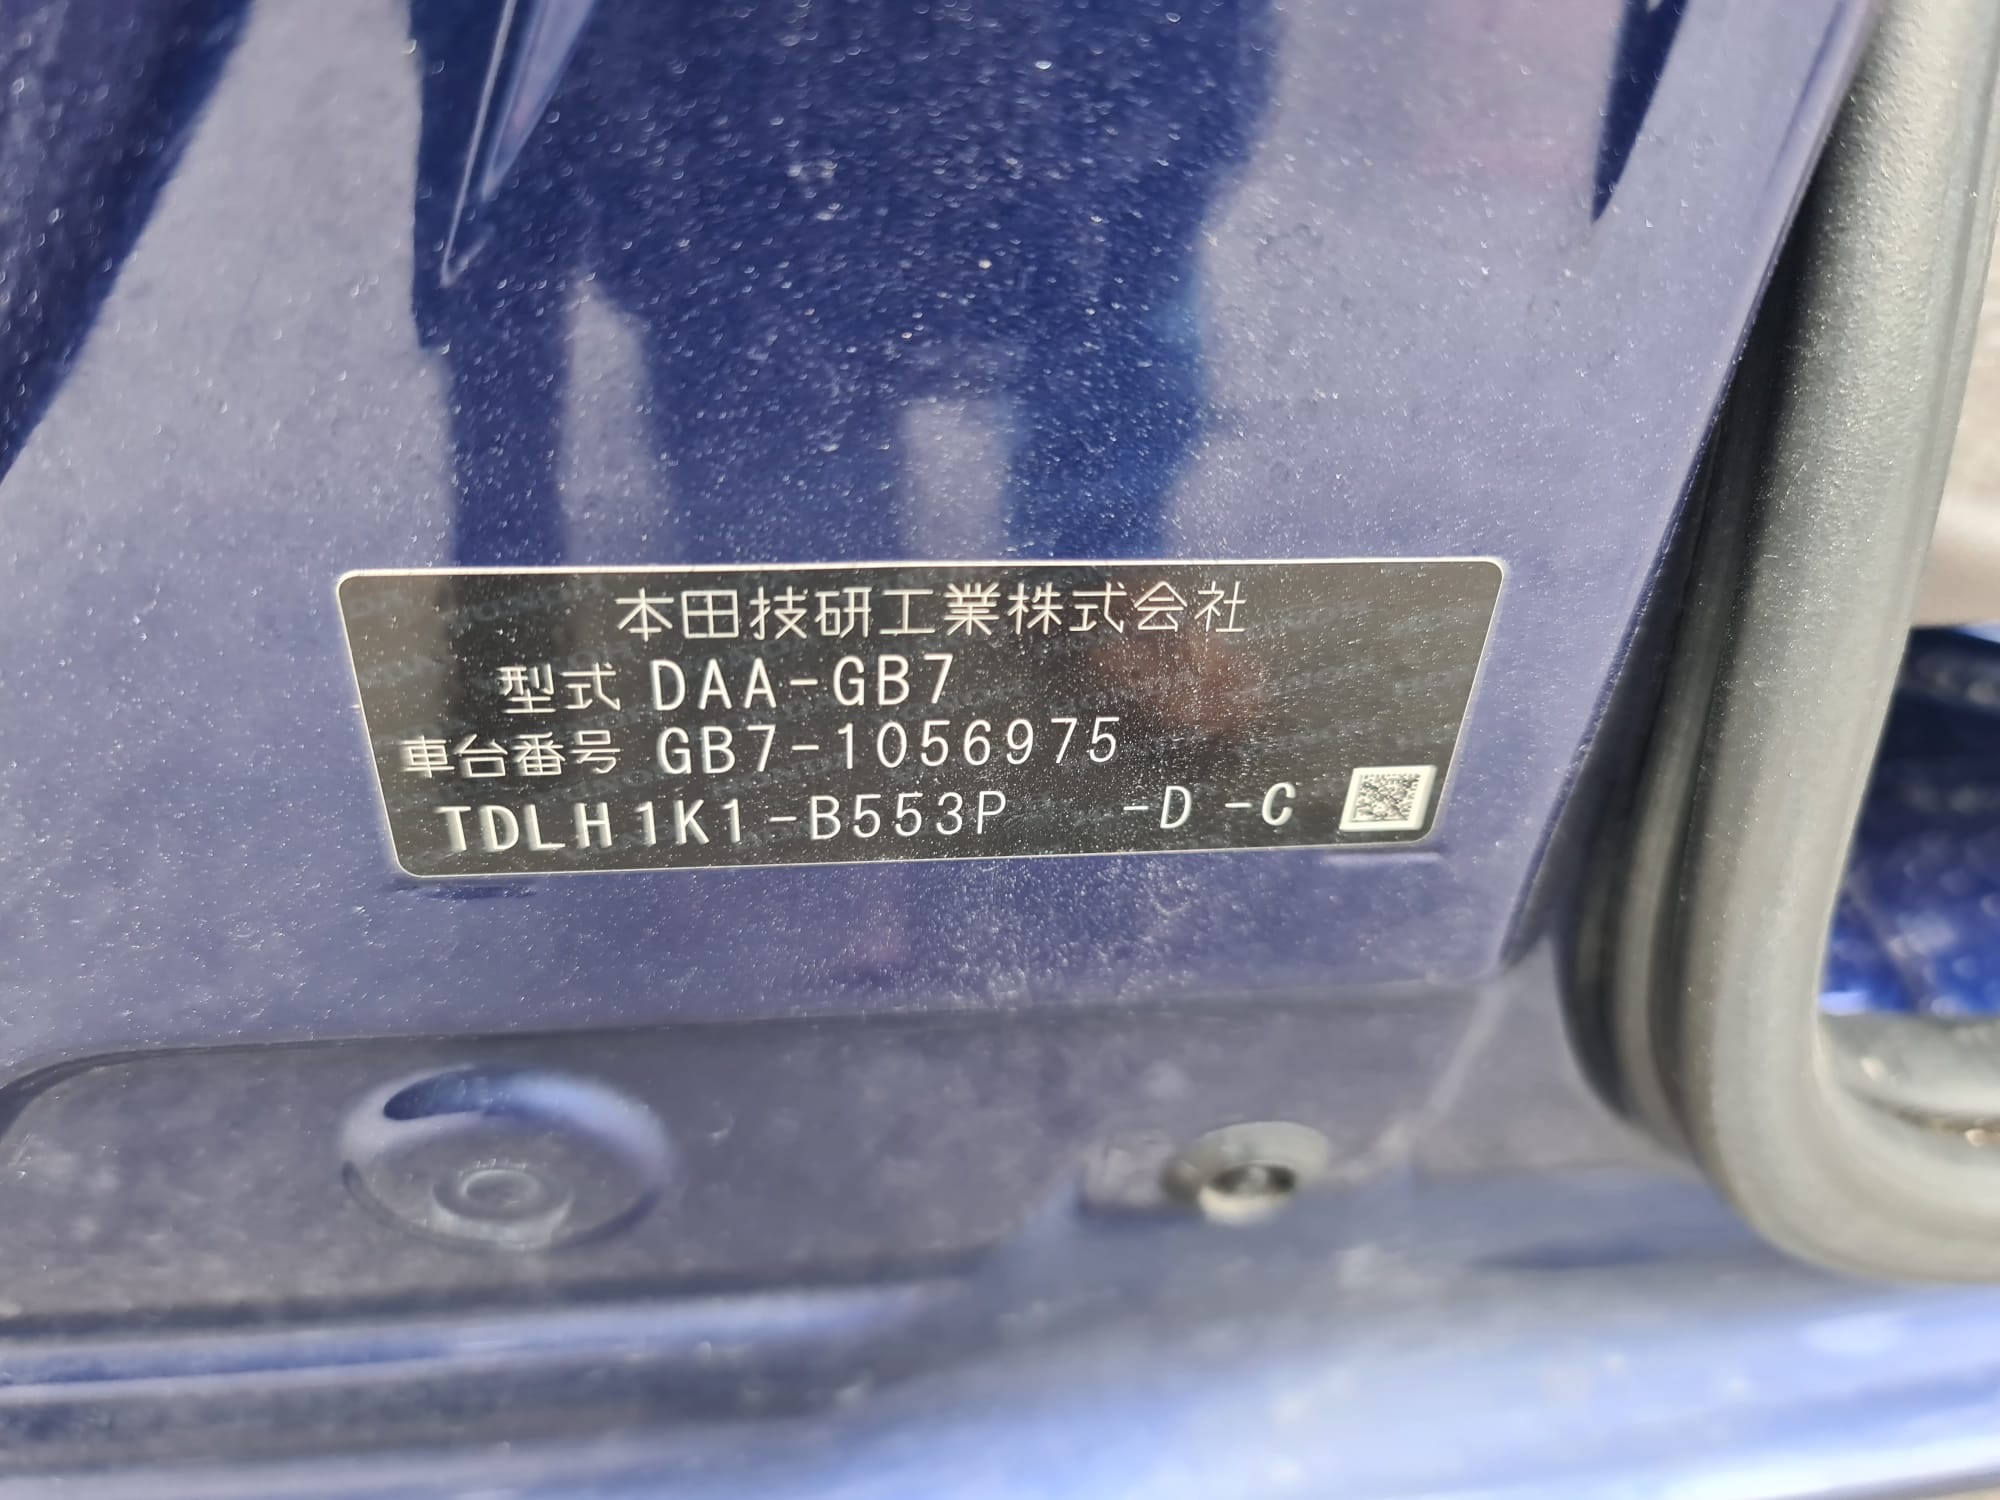 本田技研工業株式会社
型式 DAA-GB7
車台番号 GB7-1056975
TDLH1K1-B553P -D -C